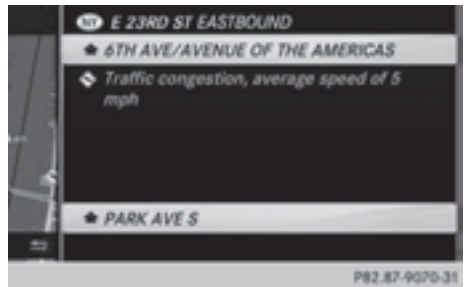 NY E 23RD ST EASTBOUND
6TH AVE/AVENUE OF THE AMERICAS
Traffic congestion, average speed of 5
mph
PARK AVE S
P82.87-9070-31